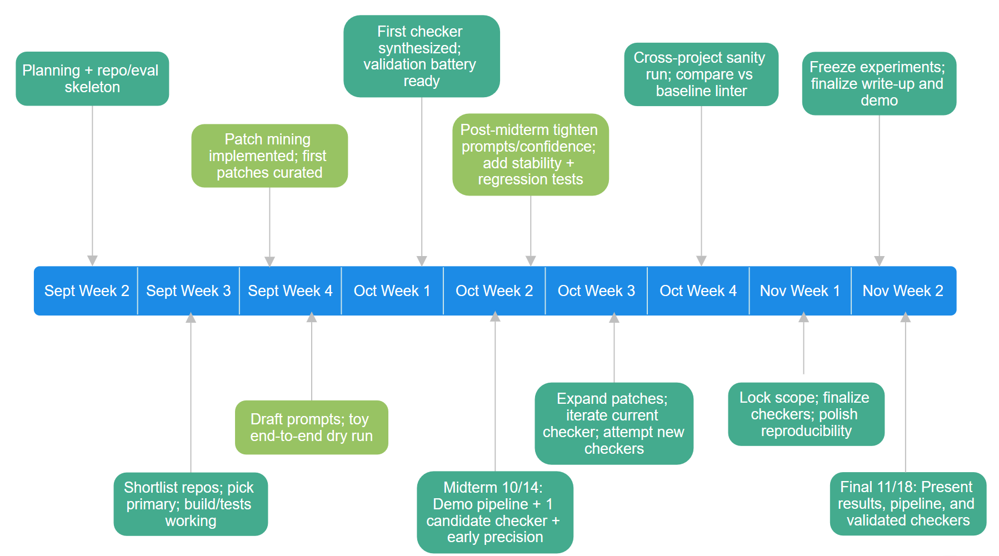 First checker
synthesized;
validation battery
ready
Planning + repo/eval
skeleton
Cross-project sanity
run; compare vs
baseline linter
Freeze experiments;
finalize write-up and
demo
Patch mining
implemented; first
patches curated
Post-midterm tighten
prompts/confidence;
add stability +
regression tests
Sept Week 2
Sept Week 3
Sept Week 4
Oct Week 1
Oct Week 2
Oct Week 3
Oct Week 4
Nov Week 1
Nov Week 2
Draft prompts; toy
end-to-end dry run
Expand patches;
iterate current
checker; attempt new
checkers
Lock scope; finalize
checkers; polish
reproducibility
Shortlist repos; pick
primary; build/tests
working
Midterm 10/14:
Demo pipeline + 1
candidate checker +
early precision
Final 11/18: Present
results, pipeline, and
validated checkers